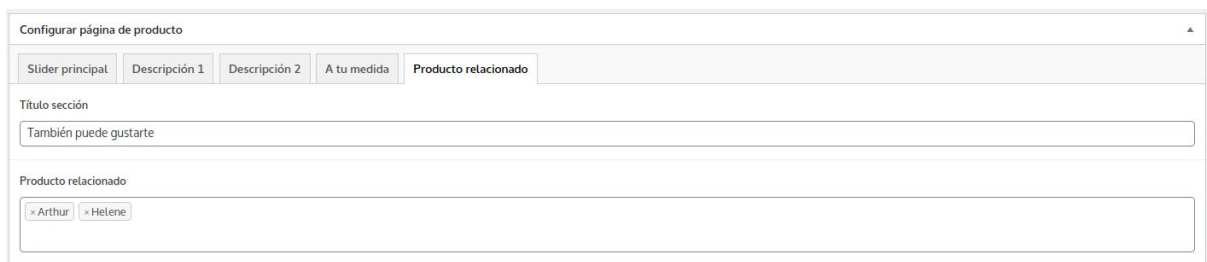 Configurar página de producto
Slider principal Descripción 1 Descripción 2 A tu medida Producto relacionado
Título sección
También puede gustarte
Producto relacionado
× Arthur × Helene